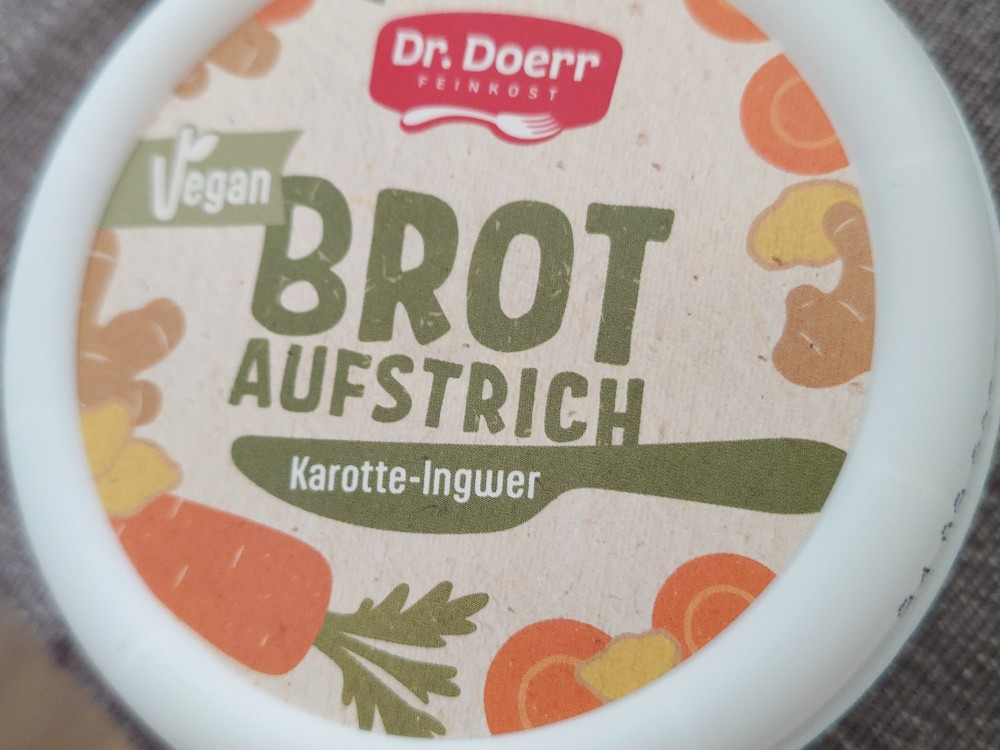 Dr. Doerr
FEINKOST
Vegan
BROT
AUFSTRICH
Karotte-Ingwer